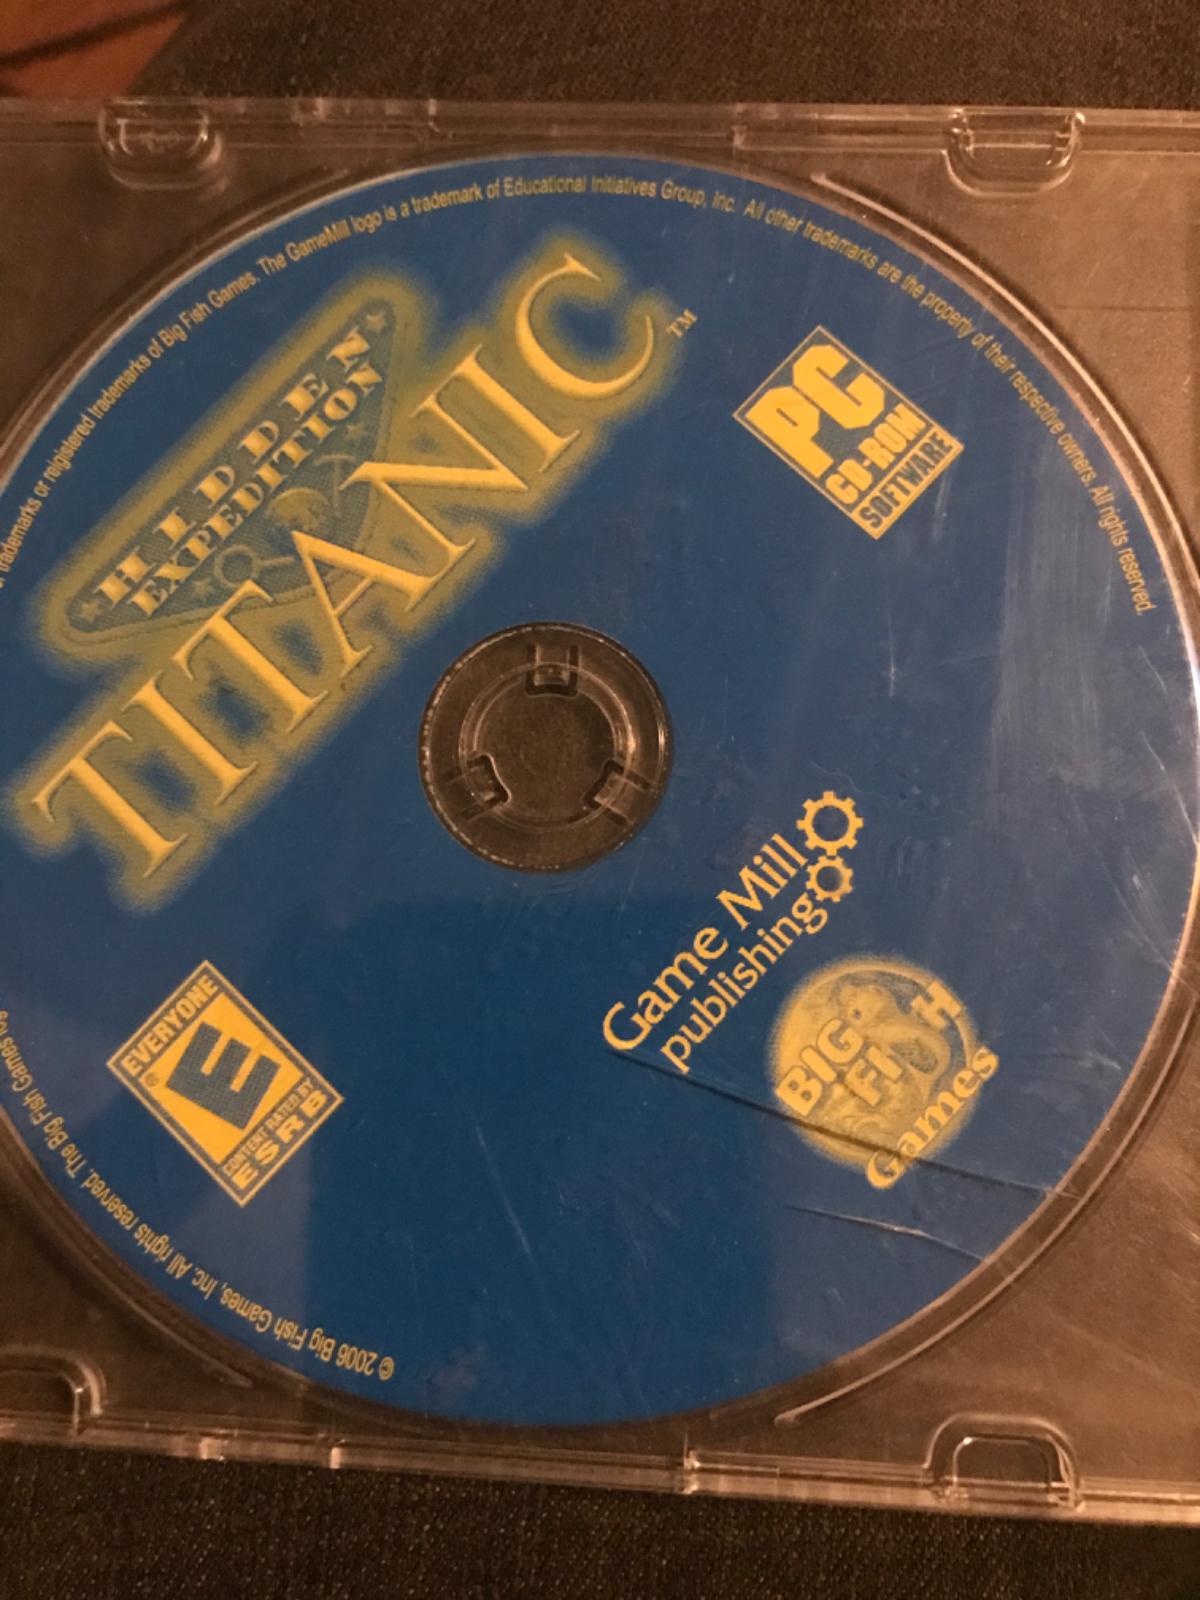 HIDDEN
EXPEDITION
TITANIC™
PC
CD-ROM
SOFTWARE
Game Mill
publishing
BIG
FISH
Games
EVERYONE
E
CONTENT RATED BY
ESRB
© 2006 Big Fish Games, Inc. All rights reserved. The Big Fish Games
trademarks or reigistered trademarks of Big Fish Games. The GameMill logo is a trademark of Educational Initiatives Group, Inc. All other trademarks are the property of their respective owners. All rights reserved.